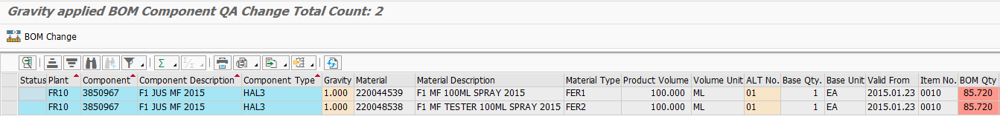 Gravity applied BOM Component QA Change Total Count: 2
BOM Change
Status Plant Component Component Description Component Type Gravity Material Material Description Material Type Product Volume Volume Unit ALT No. Base Qty. Base Unit Valid From Item No. BOM Qty
FR10 3850967 F1 JUS MF 2015 HAL3 1.000 220044539 F1 MF 100ML SPRAY 2015 FER1 100.000 ML 01 1 EA 2015.01.23 0010 85.720
FR10 3850967 F1 JUS MF 2015 HAL3 1.000 220048538 F1 MF TESTER 100ML SPRAY 2015 FER2 100.000 ML 01 1 EA 2015.01.23 0010 85.720